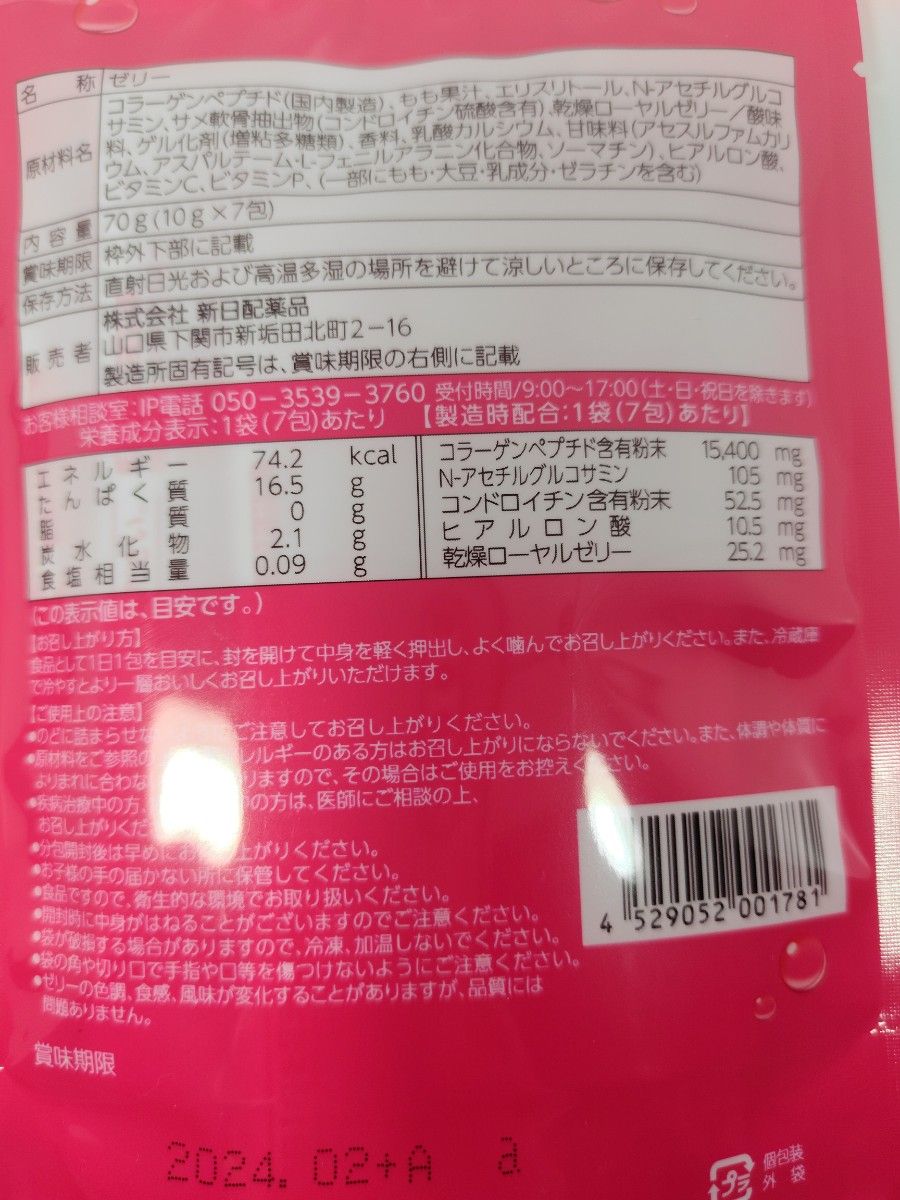 名称 ゼリー
原材料名
コラーゲンペプチド(国内製造)、もも果汁、エリスリトール、N-アセチルグルコ
サミン、サメ軟骨抽出物(コンドロイチン硫酸含有)、乾燥ローヤルゼリー/酸味
料、ゲル化剤(増粘多糖類)、香料、乳酸カルシウム、甘味料(アセスルファムカリ
ウム、アスパルテーム・L-フェニルアラニン化合物、ソーマチン)、ヒアルロン酸、
ビタミンC、ビタミンP、(一部にもも・大豆・乳成分・ゼラチンを含む)
内容量 70g(10g×7包)
賞味期限 枠外下部に記載
保存方法 直射日光および高温多湿の場所を避けて涼しいところに保存してください。
販売者
株式会社 新日配薬品
山口県下関市新垢田北町2-16
製造所固有記号は、賞味期限の右側に記載
お客様相談室:IP電話 050-3539-3760 受付時間/9:00~17:00(土・日・祝日を除きます)
栄養成分表示:1袋(7包)あたり
エネルギー 74.2 kcal
たんぱく質 16.5 g
脂質 0 g
炭水化物 2.1 g
食塩相当量 0.09 g
【製造時配合:1袋(7包)あたり】
コラーゲンペプチド含有粉末 15,400 mg
N-アセチルグルコサミン 105 mg
コンドロイチン含有粉末 52.5 mg
ヒアルロン酸 10.5 mg
乾燥ローヤルゼリー 25.2 mg
(この表示値は、目安です。)
【お召し上がり方】
食品として1日1包を目安に、封を開けて中身を軽く押出し、よく噛んでお召し上がりください。また、冷蔵庫
で冷やすとより一層おいしくお召し上がりいただけます。
【ご使用上の注意】
●のどに詰まらせな ご注意してお召し上がりください。
●原材料をご参照の レルギーのある方はお召し上がりにならないでください。また、体調や体質に
よりまれに合わな りますので、その場合はご使用をお控えください。
●疾病治療中の方、 の方は、医師にご相談の上、
お召し上がりくだ
●分包開封後は早めにお 上がりください。
●お子様の手の届かない所に保管してください。
●食品ですので、衛生的な環境でお取り扱いください。
●開封時に中身がはねることがございますのでご注意ください。
●袋が破損する場合がありますので、冷凍、加温しないでください。
●袋の角や切り口で手指や口等を傷つけないようにご注意ください。
●ゼリーの色調、食感、風味が変化することがありますが、品質には
問題ありません。
4 529052 001781
賞味期限
2024.02+A a
プラ
個包装
外袋